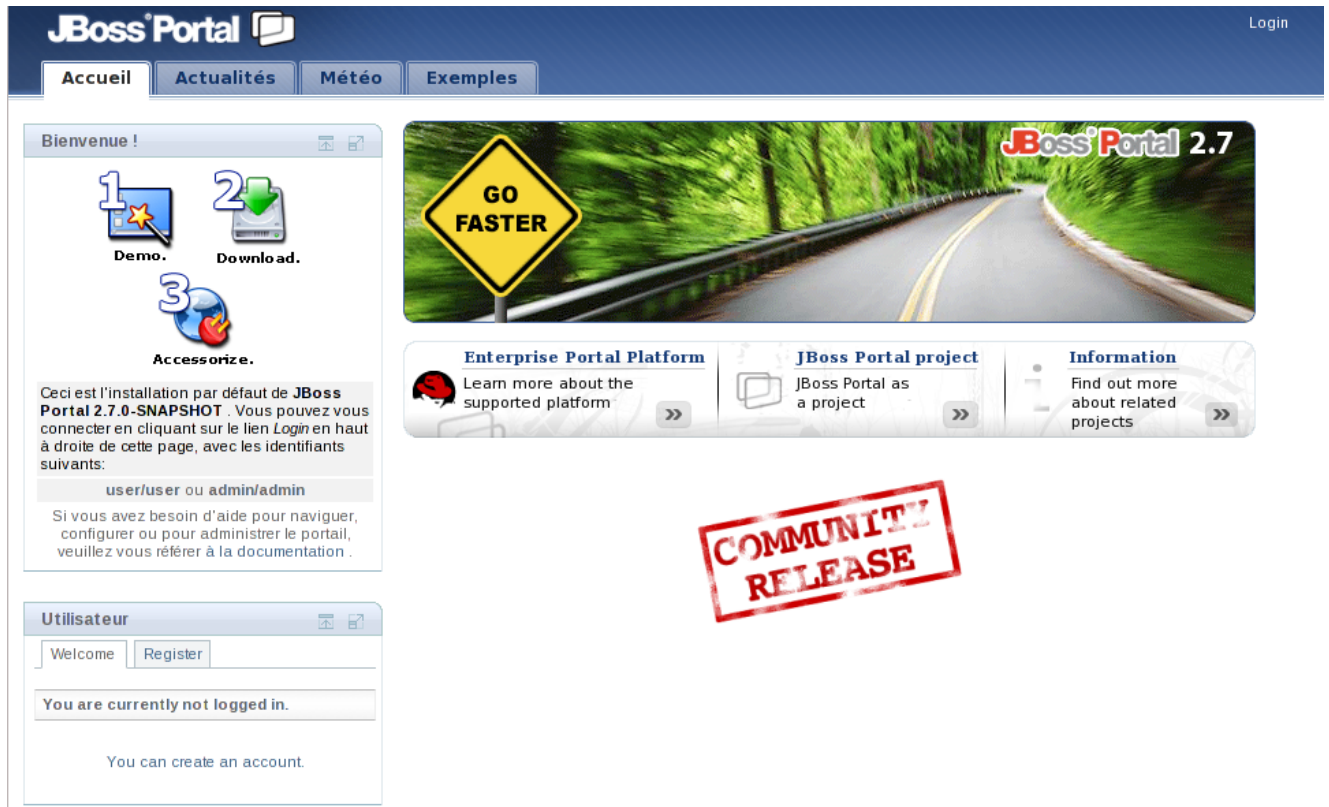 JBoss Portal
Login
Accueil
Actualités
Météo
Exemples
Bienvenue !
1
2
Demo.
Download.
3
Accessorize.
Ceci est l'installation par défaut de JBoss
Portal 2.7.0-SNAPSHOT . Vous pouvez vous
connecter en cliquant sur le lien Login en haut
à droite de cette page, avec les identifiants
suivants:
user/user ou admin/admin
Si vous avez besoin d'aide pour naviguer,
configurer ou pour administrer le portail,
veuillez vous référer à la documentation .
Utilisateur
Welcome
Register
You are currently not logged in.
You can create an account.
JBoss Portal 2.7
GO
FASTER
Enterprise Portal Platform
Learn more about the
supported platform
JBoss Portal project
JBoss Portal as
a project
Information
Find out more
about related
projects
COMMUNITY
RELEASE